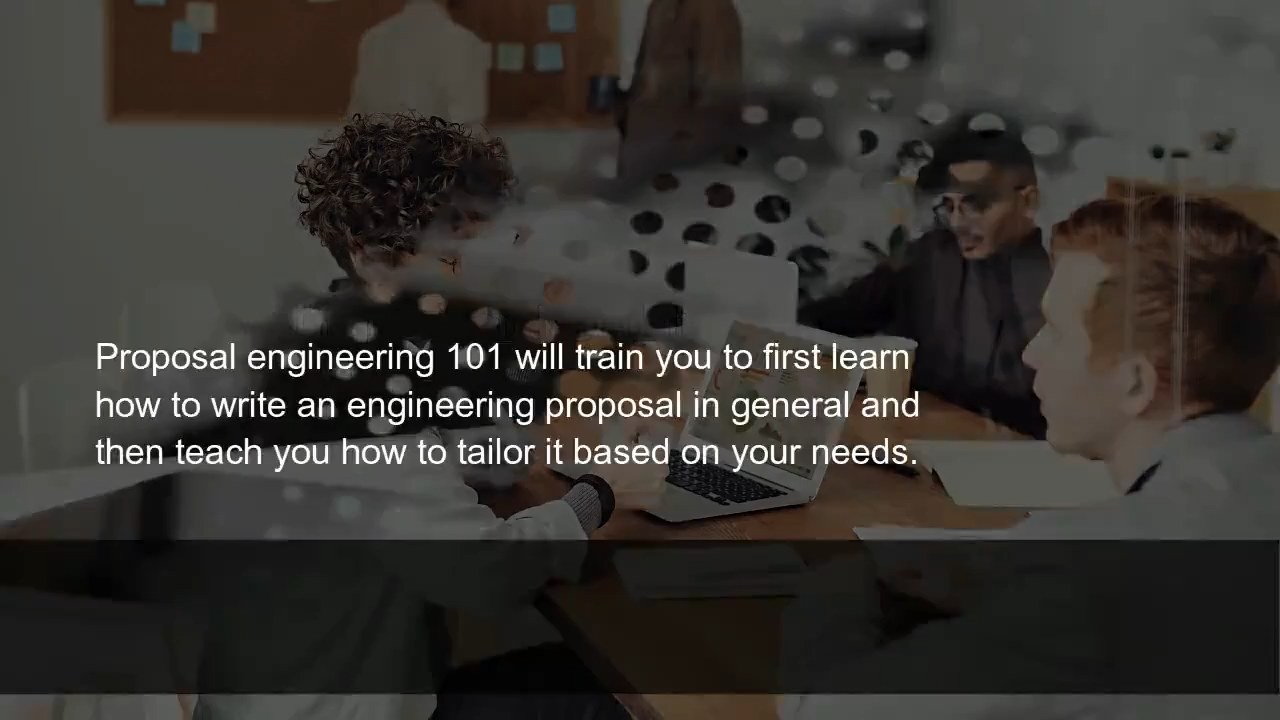 Proposal engineering 101 will train you to first learn
how to write an engineering proposal in general and
then teach you how to tailor it based on your needs.